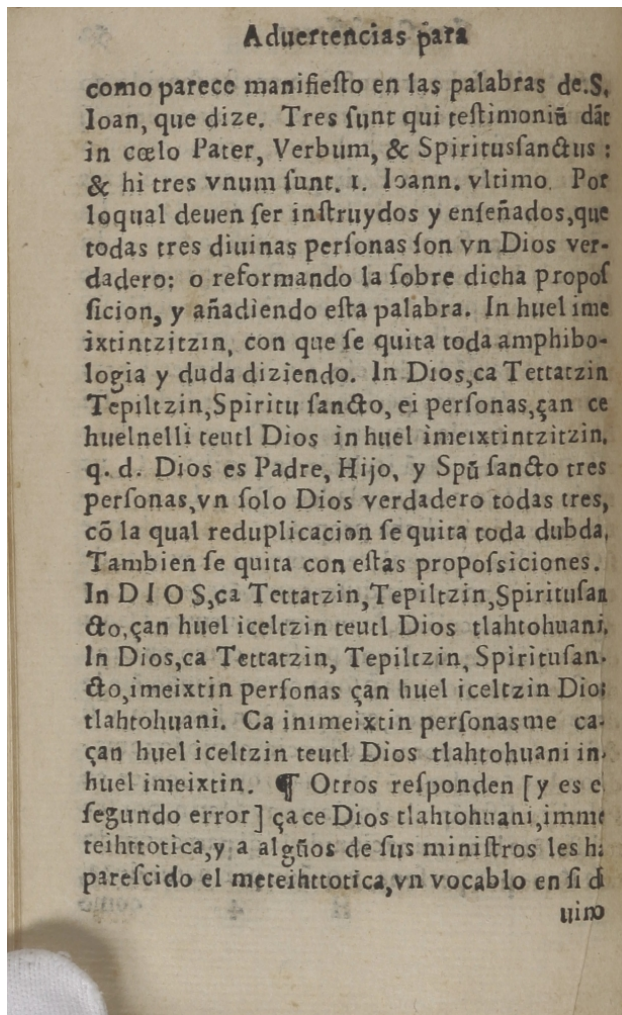 Aduertencias para
como parece manifiesto en las palabras de.S.
Ioan, que dize. Tres sunt qui testimoniũ dãt
in cœlo Pater, Verbum, & Spiritussanctus :
& hi tres vnum sunt. 1. Ioann. vltimo. Por
loqual deuen ser instruydos y enseñados,que
todas tres diuinas personas son vn Dios ver-
dadero; o reformando la sobre dicha propos
sicion, y añadiendo esta palabra. In huel ime
ixtintzitzin, con que se quita toda amphibo-
logia y duda diziendo. In Dios,ca Tettatzin
Tepiltzin,Spiritu sancto, ei personas,çan ce
huelnelli teutl Dios in huel imeixtintzitzin,
q. d. Dios es Padre, Hijo, y Spũ sancto tres
personas,vn solo Dios verdadero todas tres,
cõ la qual reduplicacion se quita toda dubda,
Tambien se quita con estas propossiciones.
In DIOS,ca Tettatzin,Tepiltzin,Spiritusan
cto,çan huel iceltzin teutl Dios tlahtohuani,
In Dios,ca Tettatzin, Tepiltzin, Spiritusan-
cto,imeixtin personas çan huel iceltzin Dios
tlahtohuani. Ca inimeixtin personasme ca-
çan huel iceltzin teutl Dios tlahtohuani in-
huel imeixtin. ¶ Otros responden [y es e
segundo error] ça ce Dios tlahtohuani,imme
teihttotica,y a algũos de sus ministros les ha
parescido el meteihttotica,vn vocablo en si di
uino